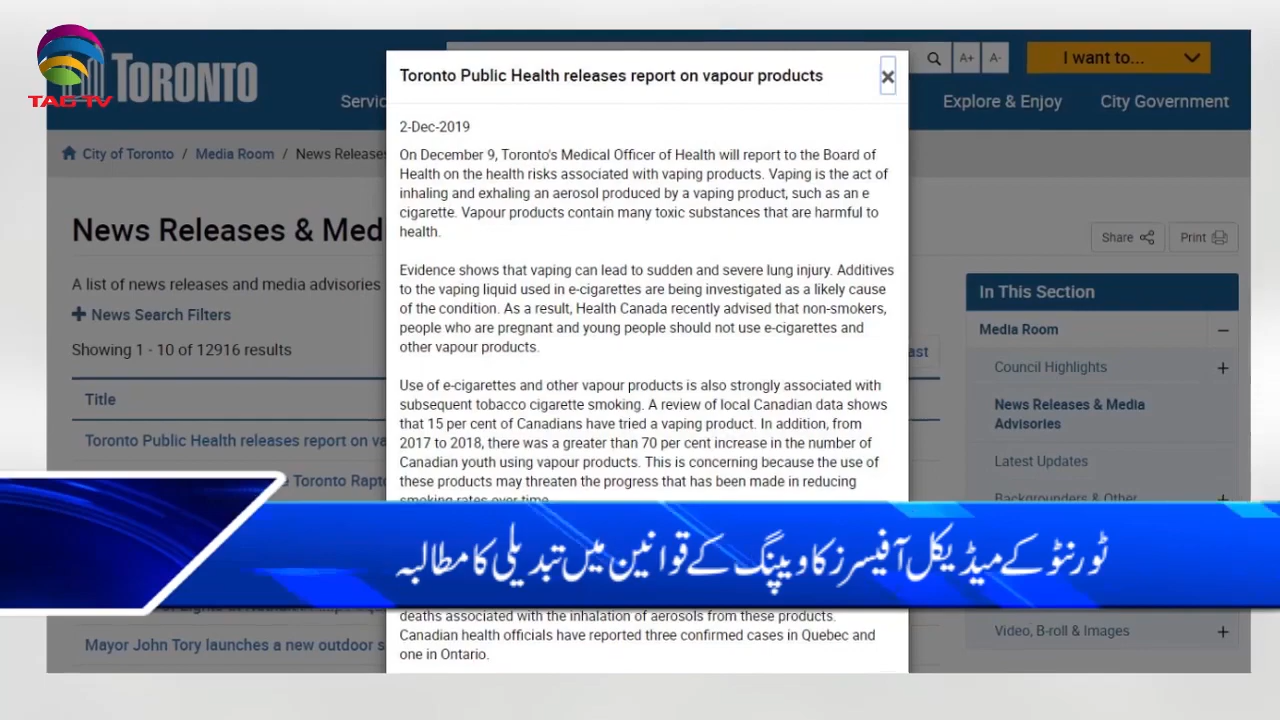 TAG TV
TORONTO
A+ A-
I want to...
Explore & Enjoy City Government
City of Toronto / Media Room / News Releases
News Releases & Med
Share Print
A list of news releases and media advisories
News Search Filters
Showing 1 - 10 of 12916 results
Title
Toronto Public Health releases report on va
e Toronto Rapto
Mayor John Tory launches a new outdoor s
Toronto Public Health releases report on vapour products
2-Dec-2019
On December 9, Toronto's Medical Officer of Health will report to the Board of
Health on the health risks associated with vaping products. Vaping is the act of
inhaling and exhaling an aerosol produced by a vaping product, such as an e
cigarette. Vapour products contain many toxic substances that are harmful to
health.
Evidence shows that vaping can lead to sudden and severe lung injury. Additives
to the vaping liquid used in e-cigarettes are being investigated as a likely cause
of the condition. As a result, Health Canada recently advised that non-smokers,
people who are pregnant and young people should not use e-cigarettes and
other vapour products.
Use of e-cigarettes and other vapour products is also strongly associated with
subsequent tobacco cigarette smoking. A review of local Canadian data shows
that 15 per cent of Canadians have tried a vaping product. In addition, from
2017 to 2018, there was a greater than 70 per cent increase in the number of
Canadian youth using vapour products. This is concerning because the use of
these products may threaten the progress that has been made in reducing
smoking rates over time.
ٹورنٹو کے میڈیکل آفیسرز کا ویپنگ کے قوانین میں تبدیلی کا مطالبہ
deaths associated with the inhalation of aerosols from these products.
Canadian health officials have reported three confirmed cases in Quebec and
one in Ontario.
In This Section
Media Room
Council Highlights
News Releases & Media
Advisories
Latest Updates
Backgrounders & Other
Video, B-roll & Images